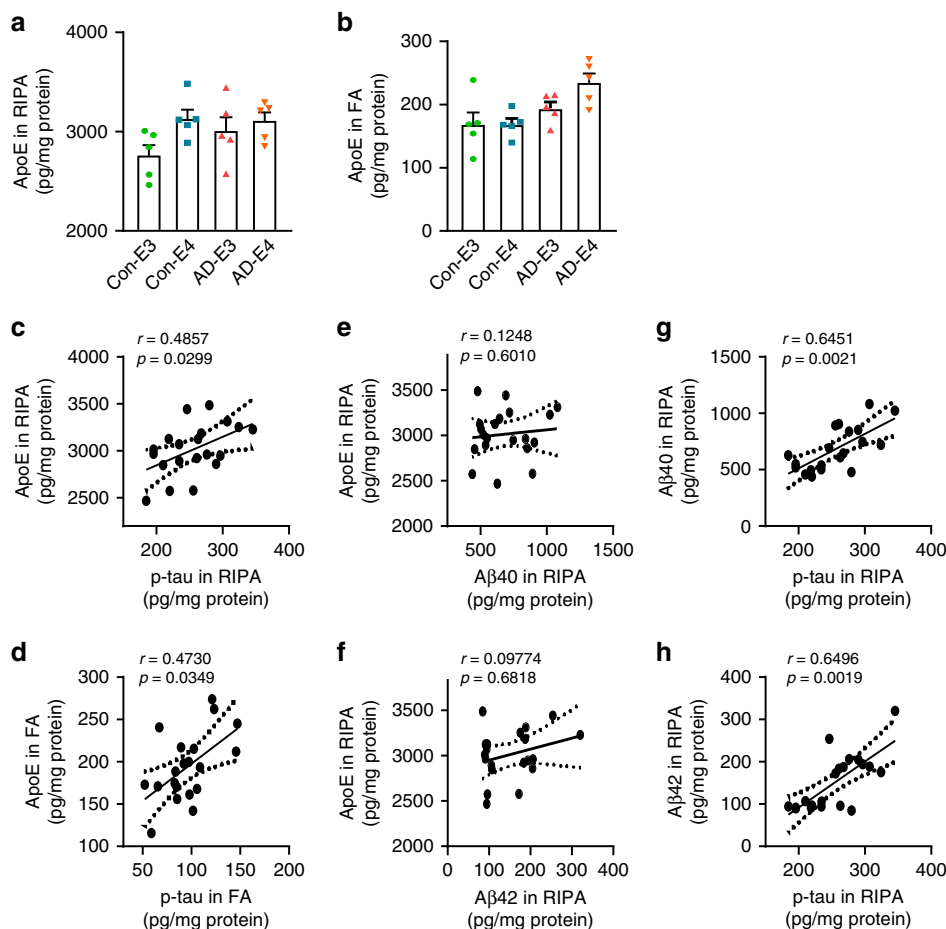 a
ApoE in RIPA
(pg/mg protein)
4000
3000
2000
Con-E3
Con-E4
AD-E3
AD-E4
b
ApoE in FA
(pg/mg protein)
300
200
100
0
Con-E3
Con-E4
AD-E3
AD-E4
c
r = 0.4857
p = 0.0299
ApoE in RIPA
(pg/mg protein)
4000
3500
3000
2500
200
300
400
p-tau in RIPA
(pg/mg protein)
e
r = 0.1248
p = 0.6010
ApoE in RIPA
(pg/mg protein)
4000
3500
3000
2500
2000
500
1000
1500
Aβ40 in RIPA
(pg/mg protein)
g
r = 0.6451
p = 0.0021
Aβ40 in RIPA
(pg/mg protein)
1500
1000
500
0
200
300
400
p-tau in RIPA
(pg/mg protein)
d
r = 0.4730
p = 0.0349
ApoE in FA
(pg/mg protein)
300
250
200
150
100
50
100
150
200
p-tau in FA
(pg/mg protein)
f
r = 0.09774
p = 0.6818
ApoE in RIPA
(pg/mg protein)
4000
3500
3000
2500
2000
0
100
200
300
400
Aβ42 in RIPA
(pg/mg protein)
h
r = 0.6496
p = 0.0019
Aβ42 in RIPA
(pg/mg protein)
400
300
200
100
0
200
300
400
p-tau in RIPA
(pg/mg protein)